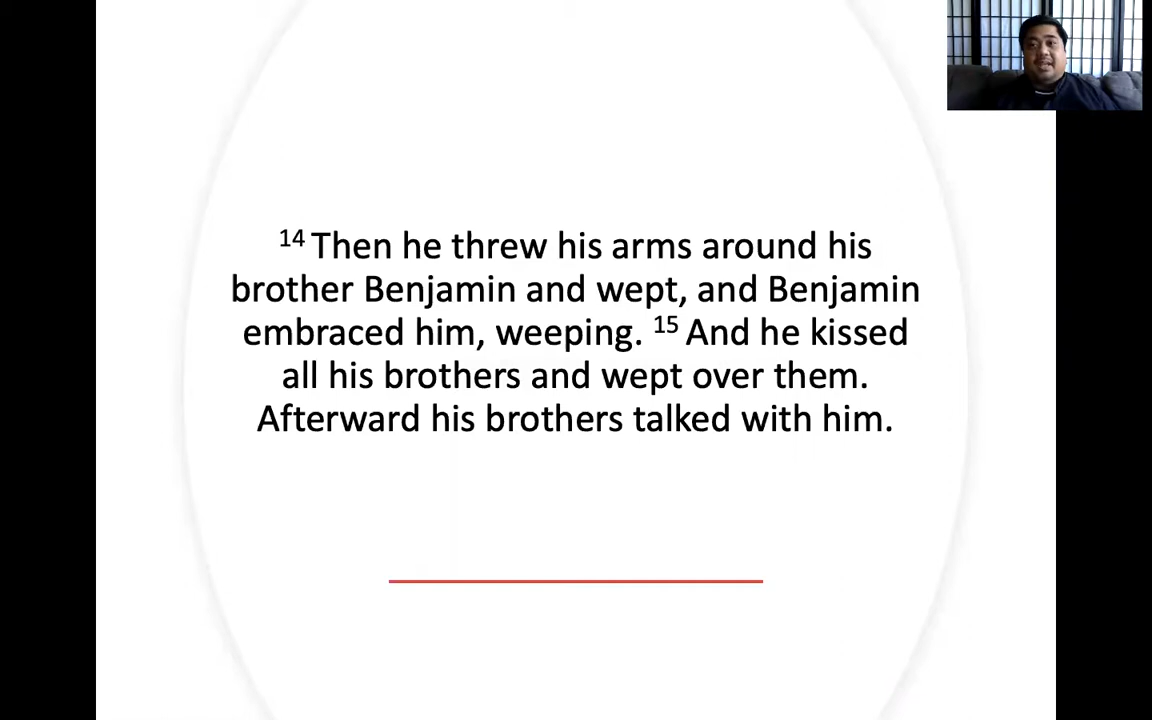 14 Then he threw his arms around his
brother Benjamin and wept, and Benjamin
embraced him, weeping. 15 And he kissed
all his brothers and wept over them.
Afterward his brothers talked with him.